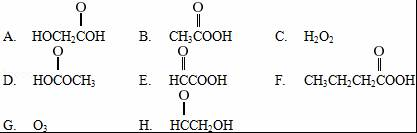 O O
A. HOCH₂COH B. CH₃COOH C. H₂O₂
O O O
D. HOCOCH₃ E. HCCOOH F. CH₃CH₂CH₂COOH
O
G. O₃ H. HCCH₂OH